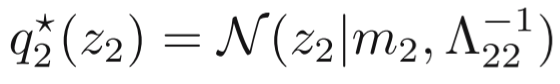 q₂*(z₂) = 𝒩(z₂|m₂, Λ₂₂⁻¹)